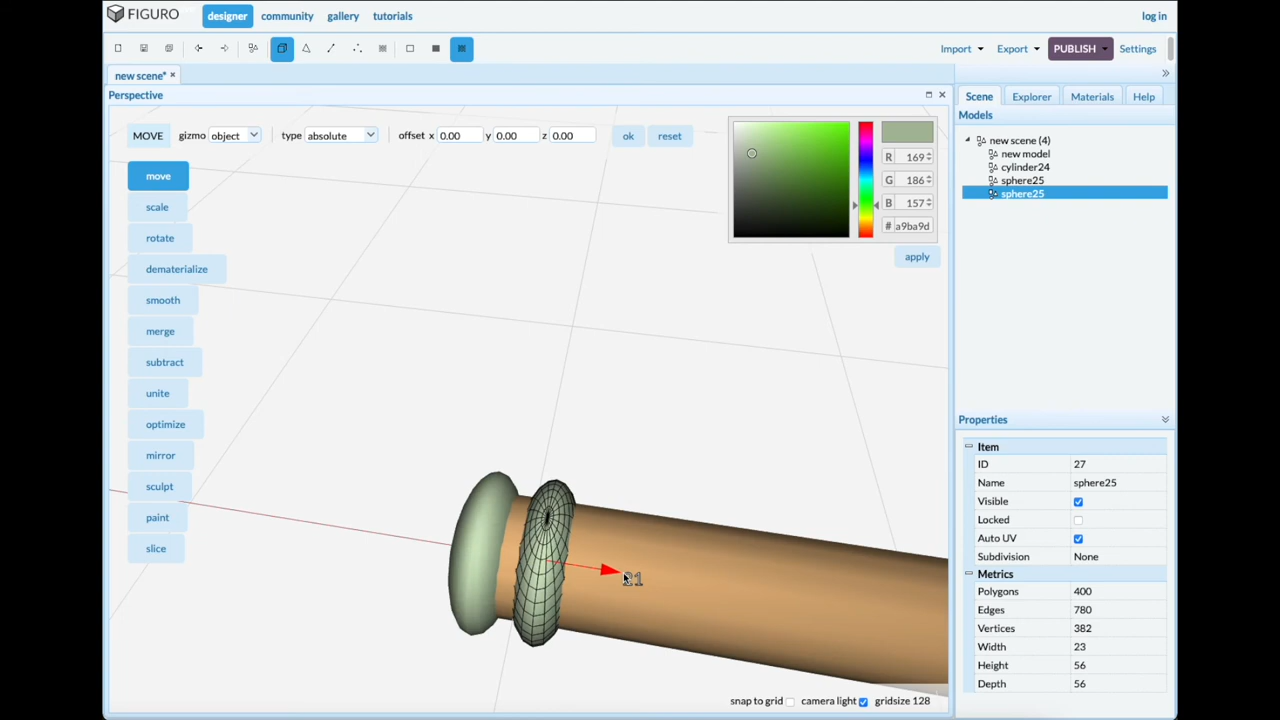 FIGURO designer community gallery tutorials log in
Import Export PUBLISH Settings
new scene* ×
Perspective
MOVE gizmo object type absolute offset x 0.00 y 0.00 z 0.00 ok reset
move
scale
rotate
dematerialize
smooth
merge
subtract
unite
optimize
mirror
sculpt
paint
slice
R 169
G 186
B 157
# a9ba9d
apply
21
snap to grid camera light gridsize 128
Scene Explorer Materials Help
Models
new scene (4)
new model
cylinder24
sphere25
sphere25
Properties
Item
ID 27
Name sphere25
Visible
Locked
Auto UV
Subdivision None
Metrics
Polygons 400
Edges 780
Vertices 382
Width 23
Height 56
Depth 56